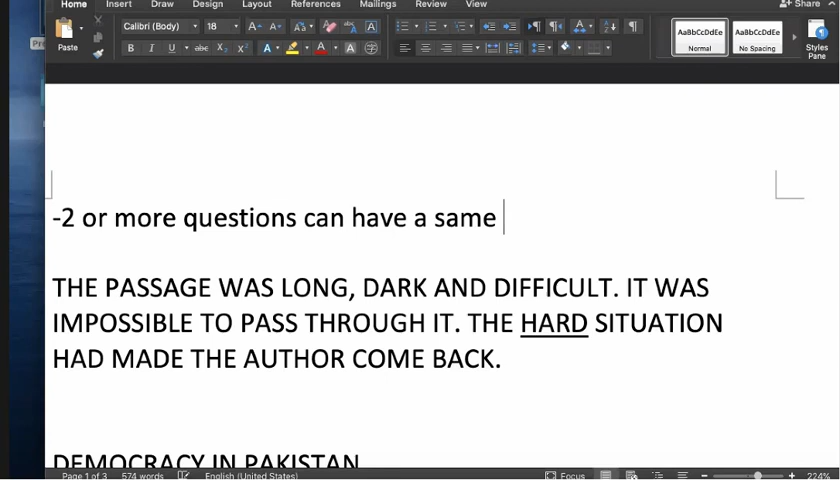 Home Insert Draw Design Layout References Mailings Review View Share
Calibri (Body) 18
Paste
B I U abc X₂ X² A A A
AaBbCcDdEe AaBbCcDdEe
Normal No Spacing Styles Pane
-2 or more questions can have a same
THE PASSAGE WAS LONG, DARK AND DIFFICULT. IT WAS
IMPOSSIBLE TO PASS THROUGH IT. THE HARD SITUATION
HAD MADE THE AUTHOR COME BACK.
DEMOCRACY IN PAKISTAN
Page 1 of 3 574 words English (United States) Focus 224%